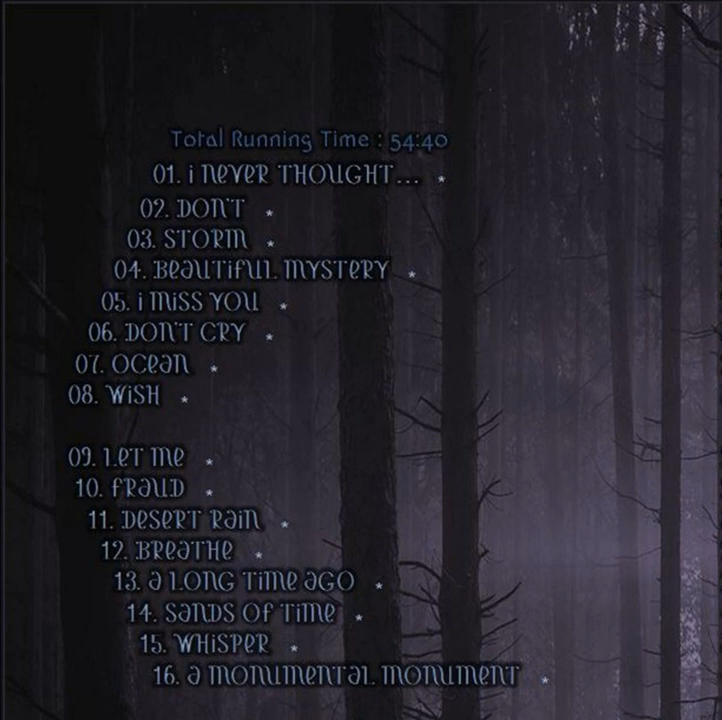 Total Running Time : 54:40
01. i NEVER THOUGHT... *
02. DON'T *
03. STORM *
04. BEAUTiFUL MYSTERY *
05. i MiSS YOU *
06. DON'T CRY *
07. OCEAN *
08. WiSH *
09. LET ME *
10. FRAUD *
11. DESERT RAiN *
12. BREATHE *
13. A LONG TiME AGO *
14. SANDS OF TiME *
15. WHiSPER *
16. A MONUMENTAL MONUMENT *